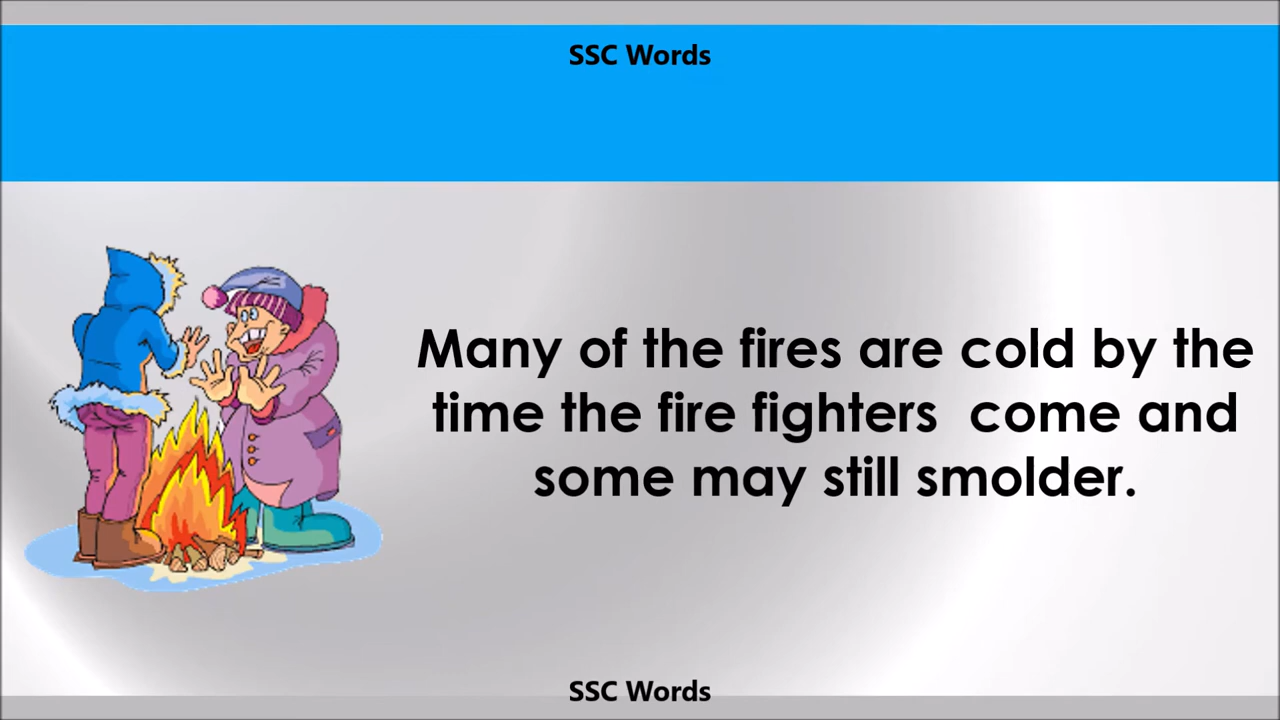 SSC Words
Many of the fires are cold by the
time the fire fighters  come and
some may still smolder.
SSC Words